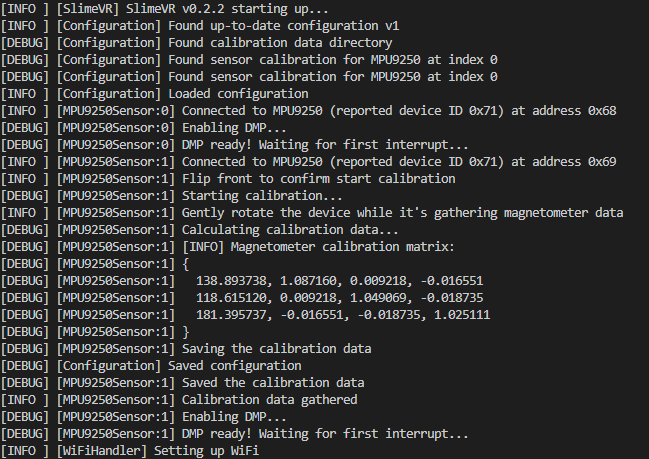 [INFO ] [SlimeVR] SlimeVR v0.2.2 starting up...
[INFO ] [Configuration] Found up-to-date configuration v1
[DEBUG] [Configuration] Found calibration data directory
[DEBUG] [Configuration] Found sensor calibration for MPU9250 at index 0
[DEBUG] [Configuration] Found sensor calibration for MPU9250 at index 0
[INFO ] [Configuration] Loaded configuration
[INFO ] [MPU9250Sensor:0] Connected to MPU9250 (reported device ID 0x71) at address 0x68
[DEBUG] [MPU9250Sensor:0] Enabling DMP...
[DEBUG] [MPU9250Sensor:0] DMP ready! Waiting for first interrupt...
[INFO ] [MPU9250Sensor:1] Connected to MPU9250 (reported device ID 0x71) at address 0x69
[INFO ] [MPU9250Sensor:1] Flip front to confirm start calibration
[DEBUG] [MPU9250Sensor:1] Starting calibration...
[INFO ] [MPU9250Sensor:1] Gently rotate the device while it's gathering magnetometer data
[DEBUG] [MPU9250Sensor:1] Calculating calibration data...
[DEBUG] [MPU9250Sensor:1] [INFO] Magnetometer calibration matrix:
[DEBUG] [MPU9250Sensor:1] {
[DEBUG] [MPU9250Sensor:1]   138.893738, 1.087160, 0.009218, -0.016551
[DEBUG] [MPU9250Sensor:1]   118.615120, 0.009218, 1.049069, -0.018735
[DEBUG] [MPU9250Sensor:1]   181.395737, -0.016551, -0.018735, 1.025111
[DEBUG] [MPU9250Sensor:1] }
[DEBUG] [MPU9250Sensor:1] Saving the calibration data
[DEBUG] [Configuration] Saved configuration
[DEBUG] [MPU9250Sensor:1] Saved the calibration data
[INFO ] [MPU9250Sensor:1] Calibration data gathered
[DEBUG] [MPU9250Sensor:1] Enabling DMP...
[DEBUG] [MPU9250Sensor:1] DMP ready! Waiting for first interrupt...
[INFO ] [WiFiHandler] Setting up WiFi